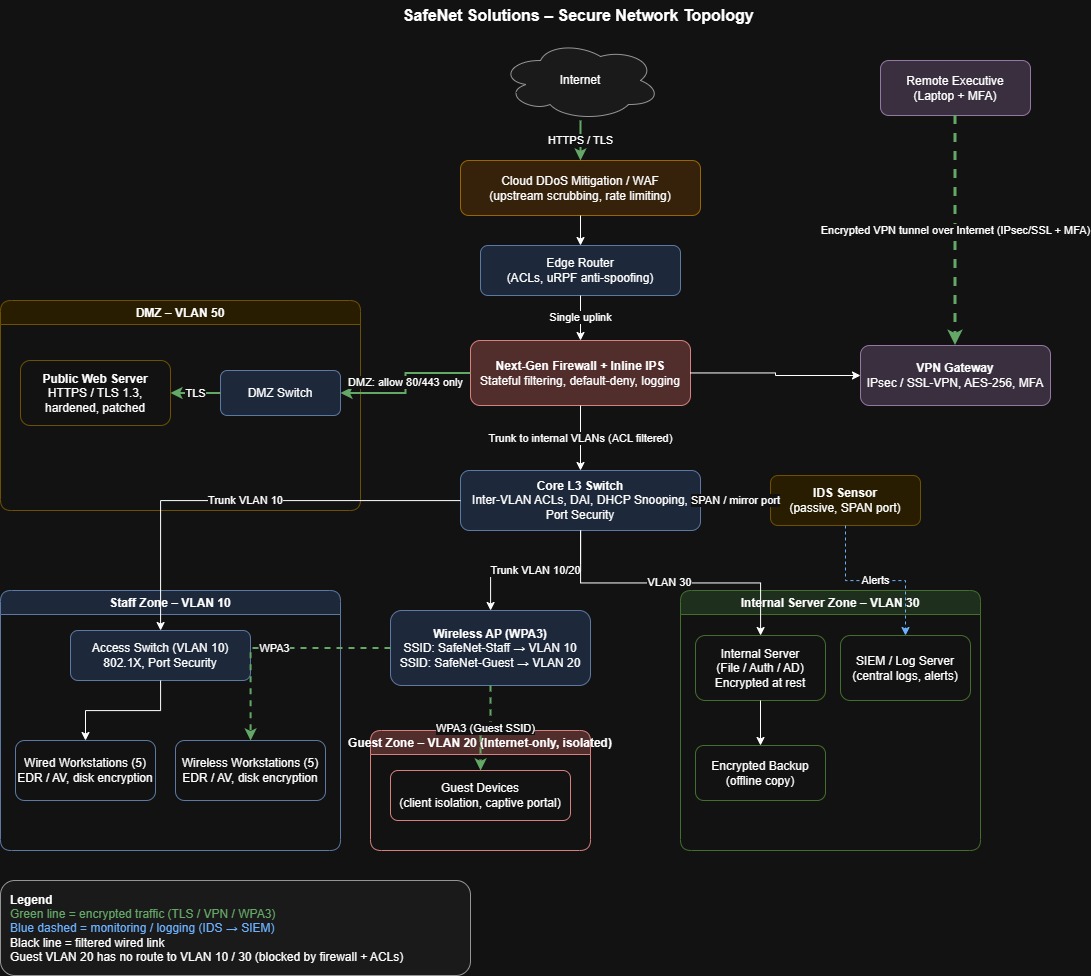 SafeNet Solutions – Secure Network Topology
Internet
Remote Executive
(Laptop + MFA)
HTTPS / TLS
Cloud DDoS Mitigation / WAF
(upstream scrubbing, rate limiting)
Encrypted VPN tunnel over Internet (IPsec/SSL + MFA)
Edge Router
(ACLs, uRPF anti-spoofing)
Single uplink
DMZ – VLAN 50
Public Web Server
HTTPS / TLS 1.3,
hardened, patched
TLS
DMZ Switch
DMZ: allow 80/443 only
Next-Gen Firewall + Inline IPS
Stateful filtering, default-deny, logging
VPN Gateway
IPsec / SSL-VPN, AES-256, MFA
Trunk to internal VLANs (ACL filtered)
Core L3 Switch
Inter-VLAN ACLs, DAI, DHCP Snooping,
Port Security
SPAN / mirror port
IDS Sensor
(passive, SPAN port)
Trunk VLAN 10
Trunk VLAN 10/20
VLAN 30
Alerts
Staff Zone – VLAN 10
Access Switch (VLAN 10)
802.1X, Port Security
WPA3
Wireless AP (WPA3)
SSID: SafeNet-Staff → VLAN 10
SSID: SafeNet-Guest → VLAN 20
Internal Server Zone – VLAN 30
Internal Server
(File / Auth / AD)
Encrypted at rest
SIEM / Log Server
(central logs, alerts)
Wired Workstations (5)
EDR / AV, disk encryption
Wireless Workstations (5)
EDR / AV, disk encryption
WPA3 (Guest SSID)
Guest Zone – VLAN 20 (Internet-only, isolated)
Guest Devices
(client isolation, captive portal)
Encrypted Backup
(offline copy)
Legend
Green line = encrypted traffic (TLS / VPN / WPA3)
Blue dashed = monitoring / logging (IDS → SIEM)
Black line = filtered wired link
Guest VLAN 20 has no route to VLAN 10 / 30 (blocked by firewall + ACLs)